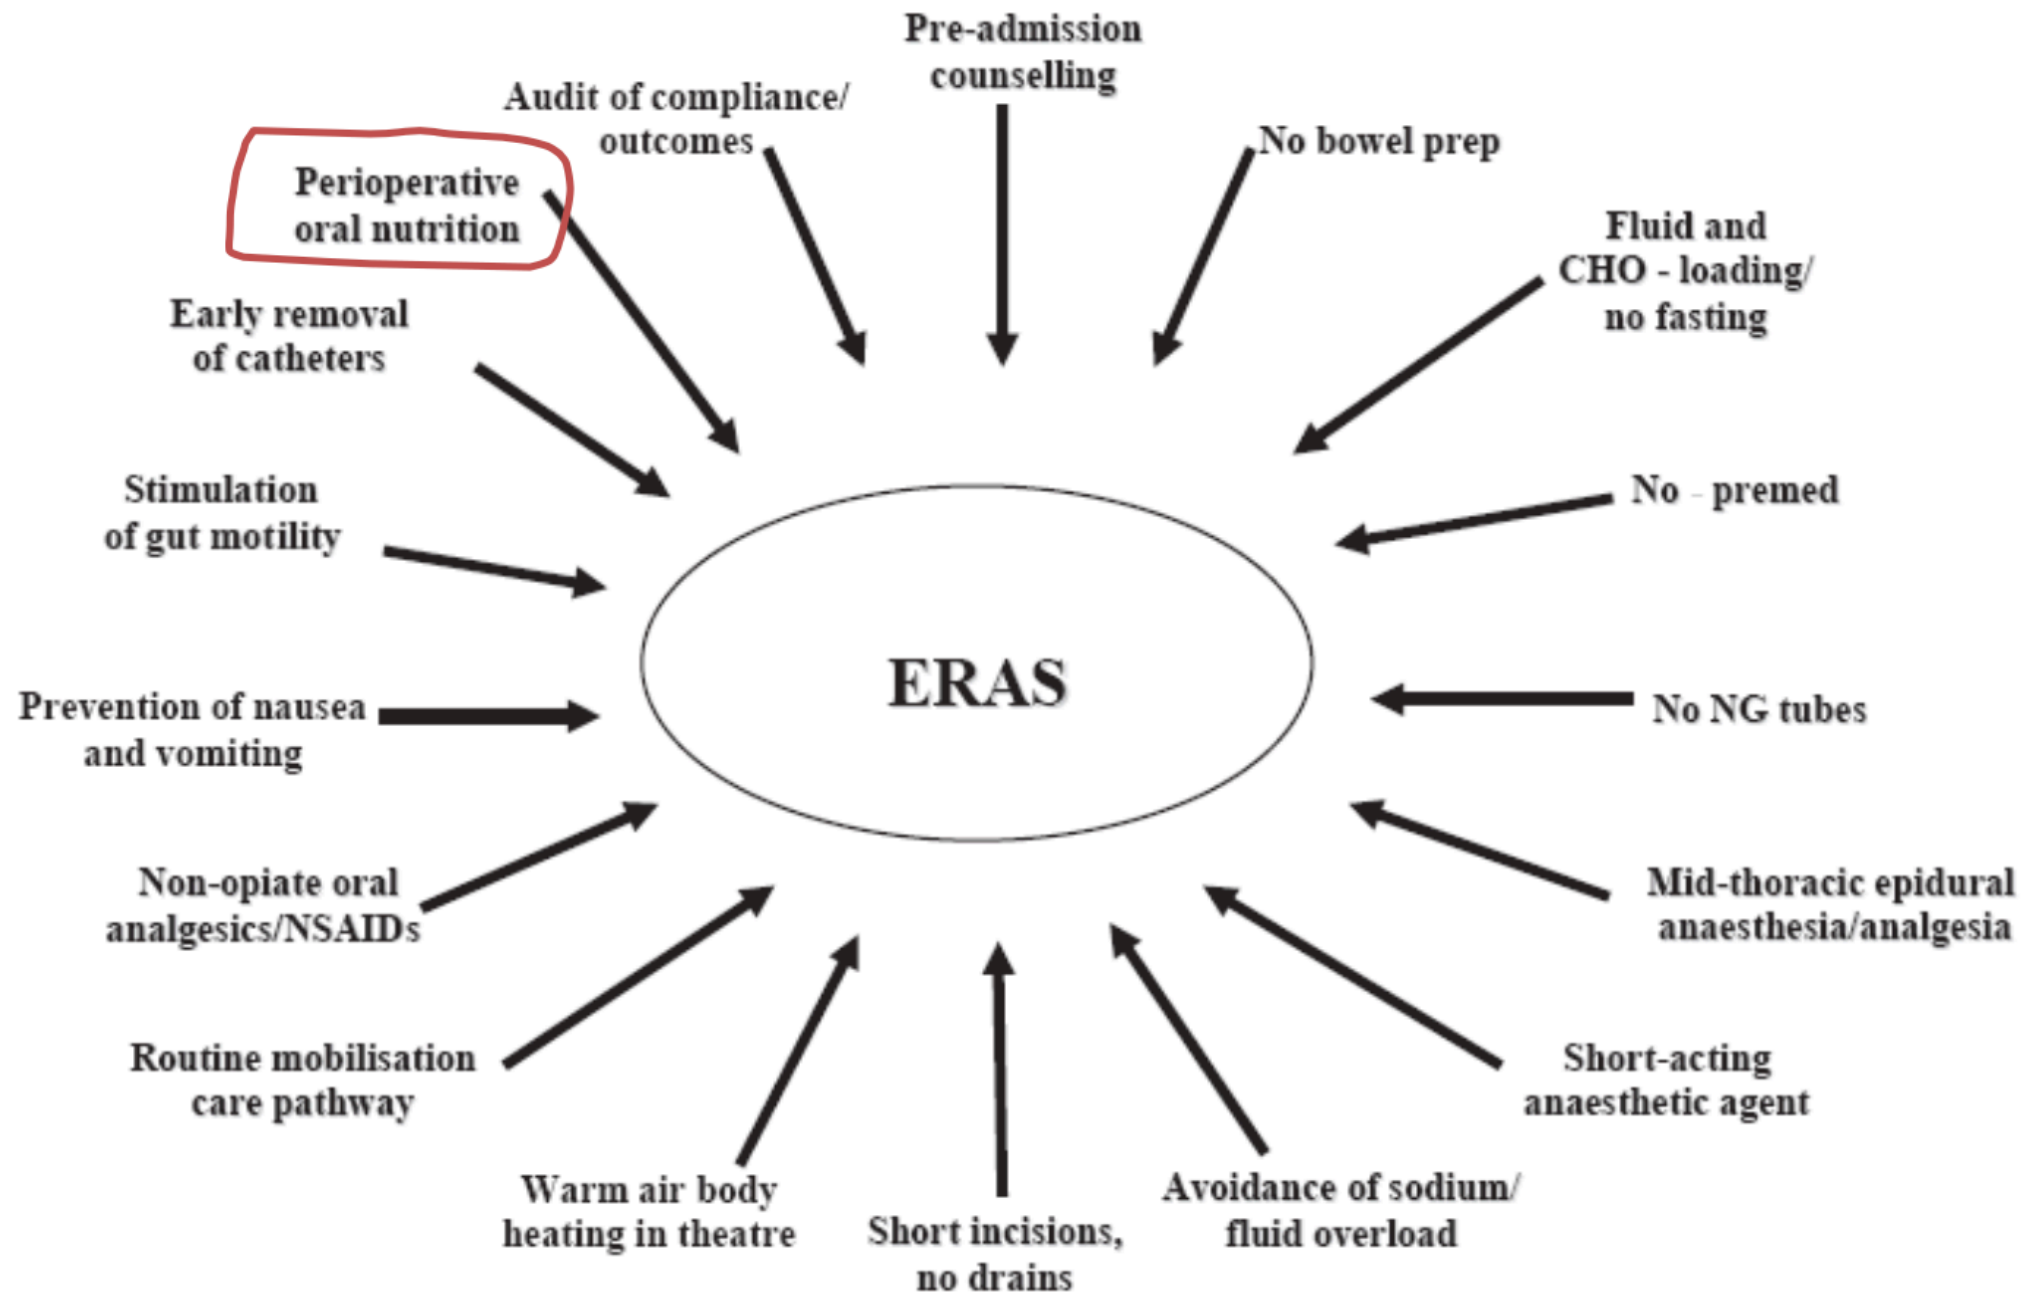 Pre-admission
counselling
Audit of compliance/
outcomes
No bowel prep
Perioperative
oral nutrition
Fluid and
CHO - loading/
no fasting
Early removal
of catheters
Stimulation
of gut motility
No - premed
ERAS
Prevention of nausea
and vomiting
No NG tubes
Non-opiate oral
analgesics/NSAIDs
Mid-thoracic epidural
anaesthesia/analgesia
Routine mobilisation
care pathway
Short-acting
anaesthetic agent
Warm air body
heating in theatre
Short incisions,
no drains
Avoidance of sodium/
fluid overload